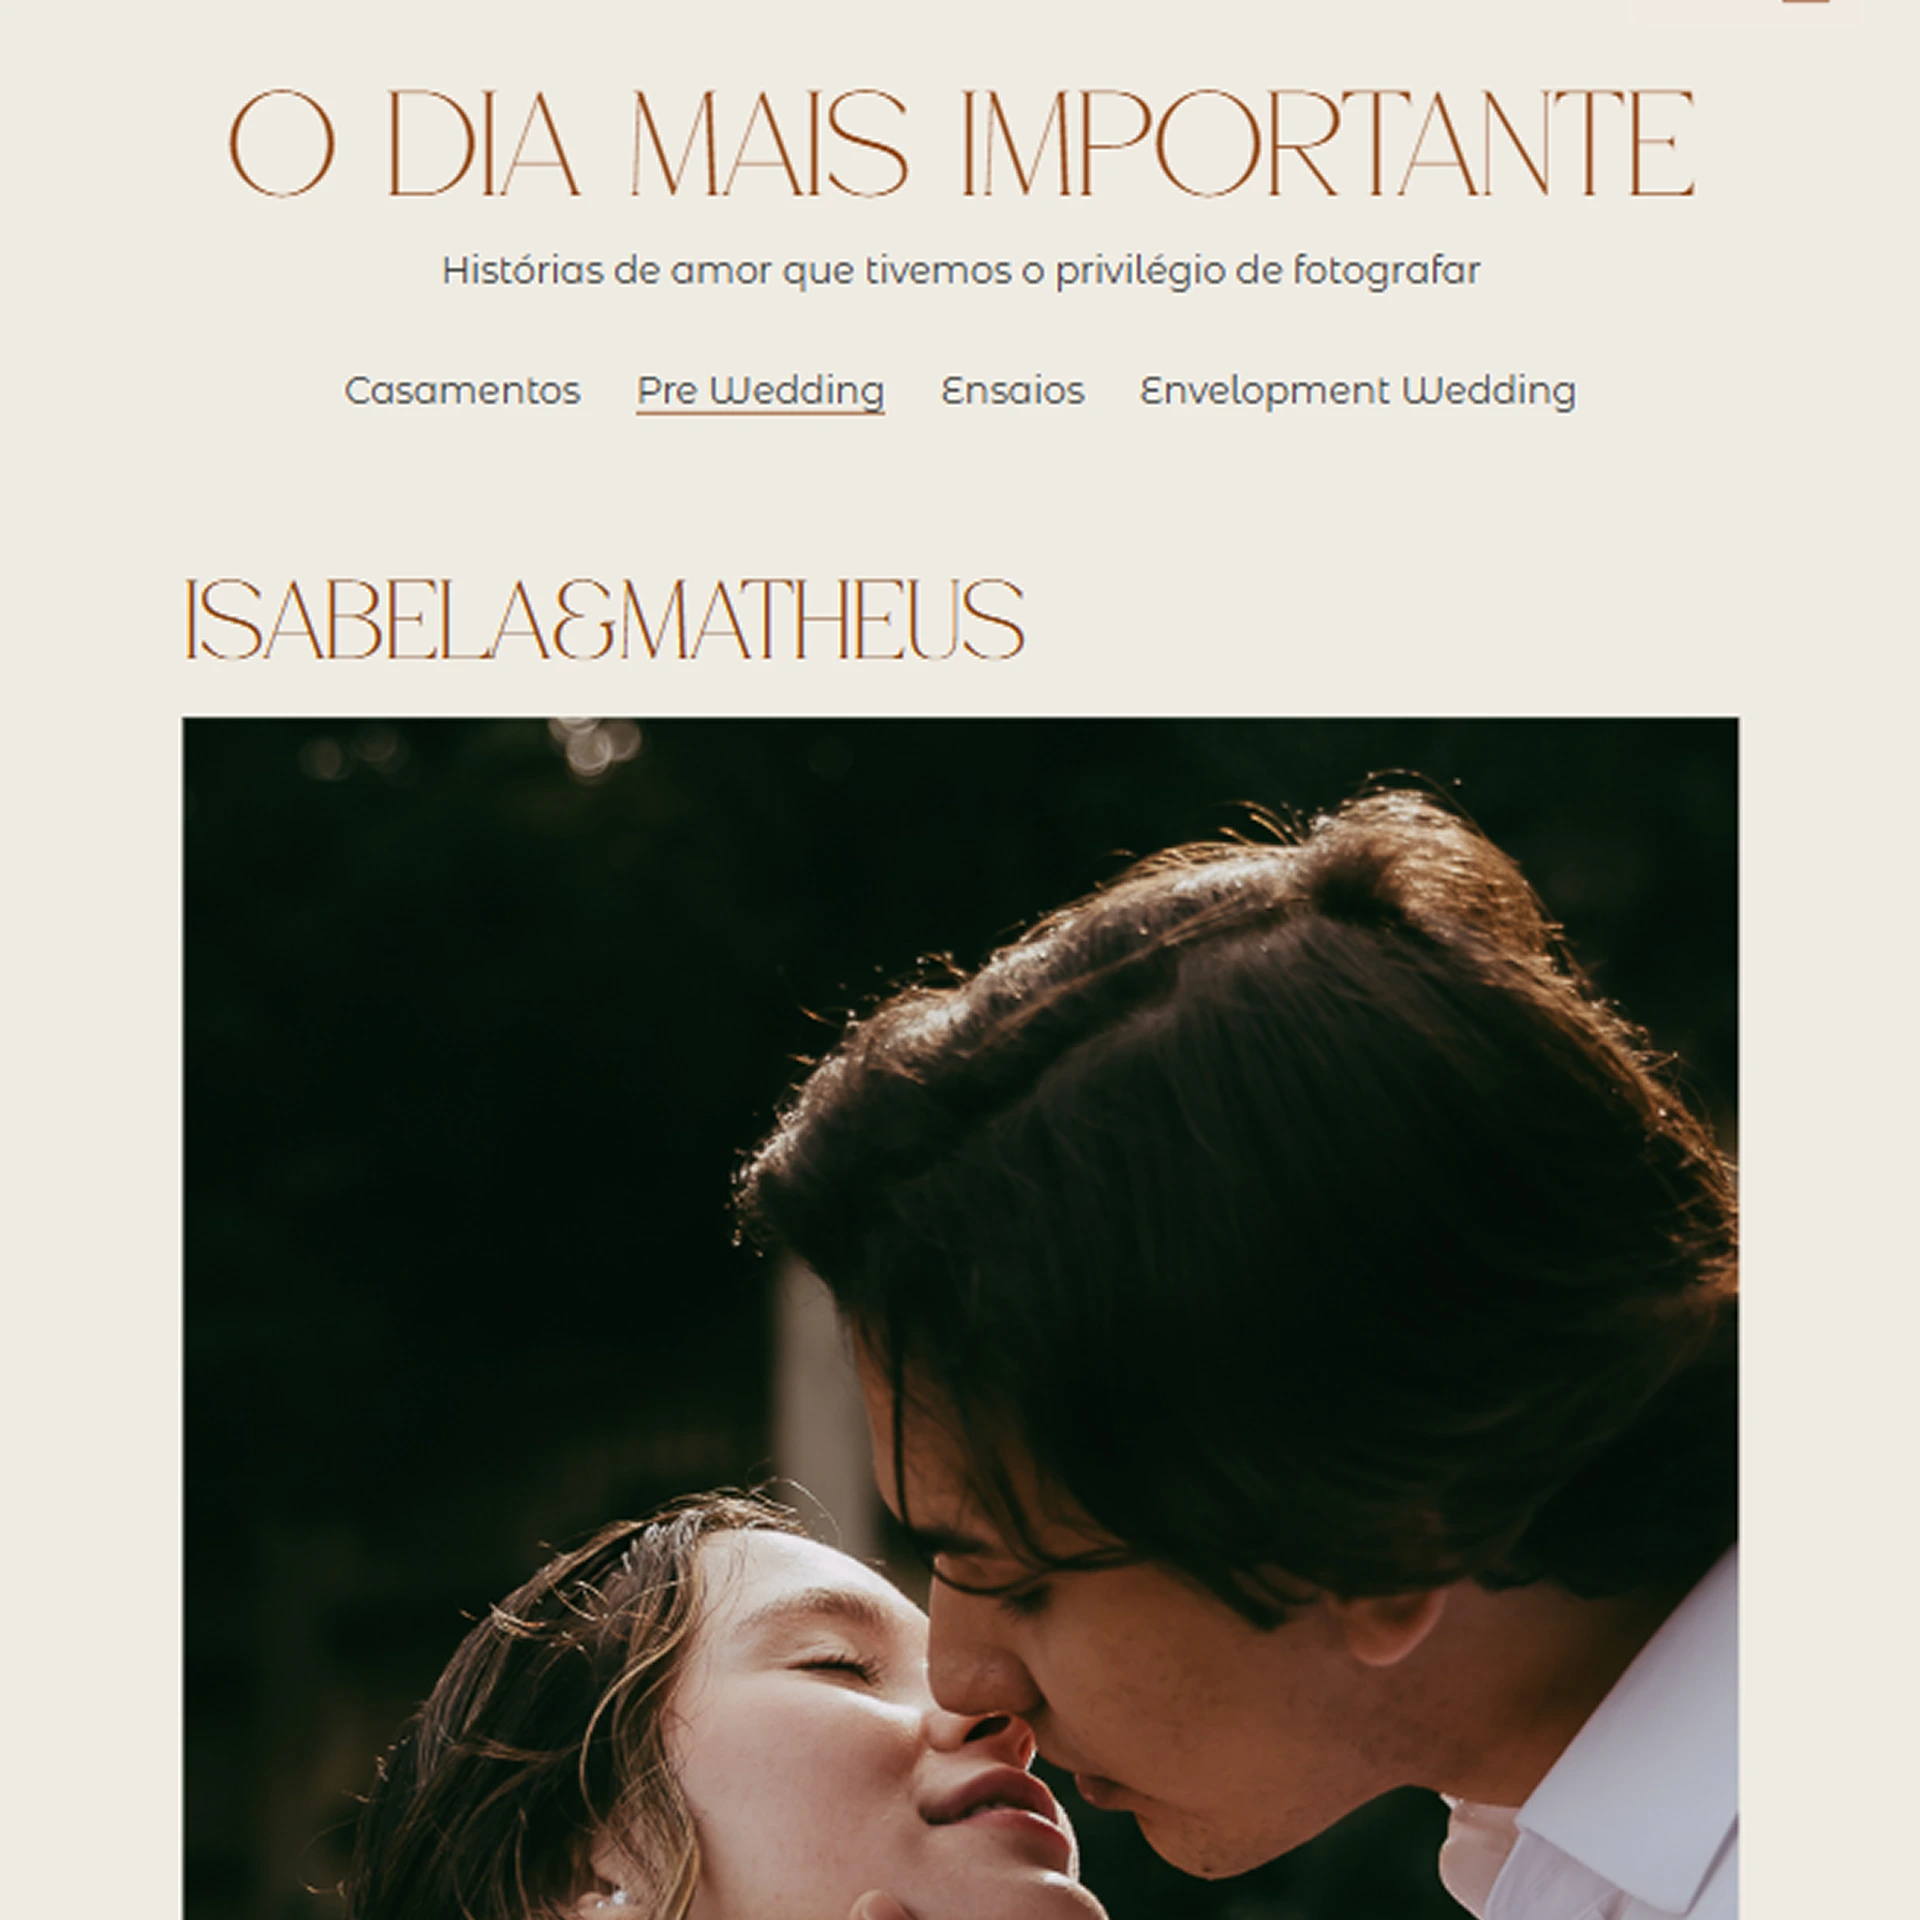 O DIA MAIS IMPORTANTE
Histórias de amor que tivemos o privilégio de fotografar
Casamentos Pre Wedding Ensaios Envelopment Wedding
ISABELA&MATHEUS